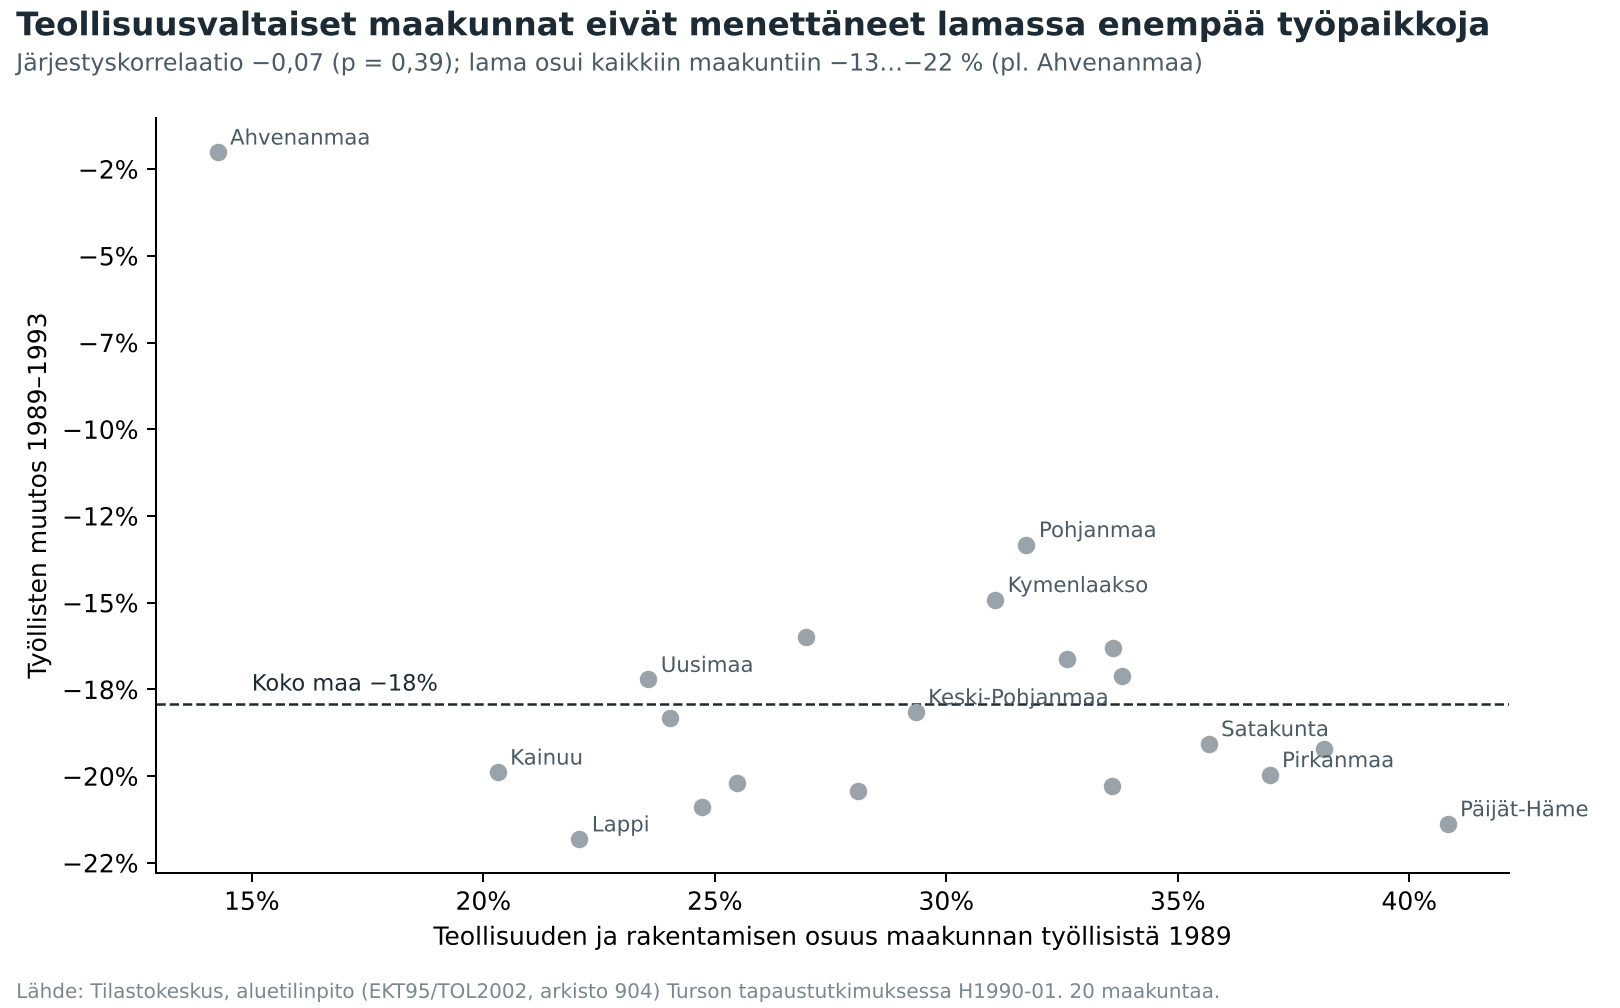 Teollisuusvaltaiset maakunnat eivät menettäneet lamassa enempää työpaikkoja
Järjestyskorrelaatio −0,07 (p = 0,39); lama osui kaikkiin maakuntiin −13…−22 % (pl. Ahvenanmaa)
Ahvenanmaa
−2%
−5%
−7%
−10%
−12%
Pohjanmaa
Kymenlaakso
−15%
Uusimaa
Koko maa −18%
−18%
Keski-Pohjanmaa
Satakunta
Kainuu
Pirkanmaa
−20%
Päijät-Häme
Lappi
−22%
Työllisten muutos 1989–1993
15%
20%
25%
30%
35%
40%
Teollisuuden ja rakentamisen osuus maakunnan työllisistä 1989
Lähde: Tilastokeskus, aluetilinpito (EKT95/TOL2002, arkisto 904) Turson tapaustutkimuksessa H1990-01. 20 maakuntaa.